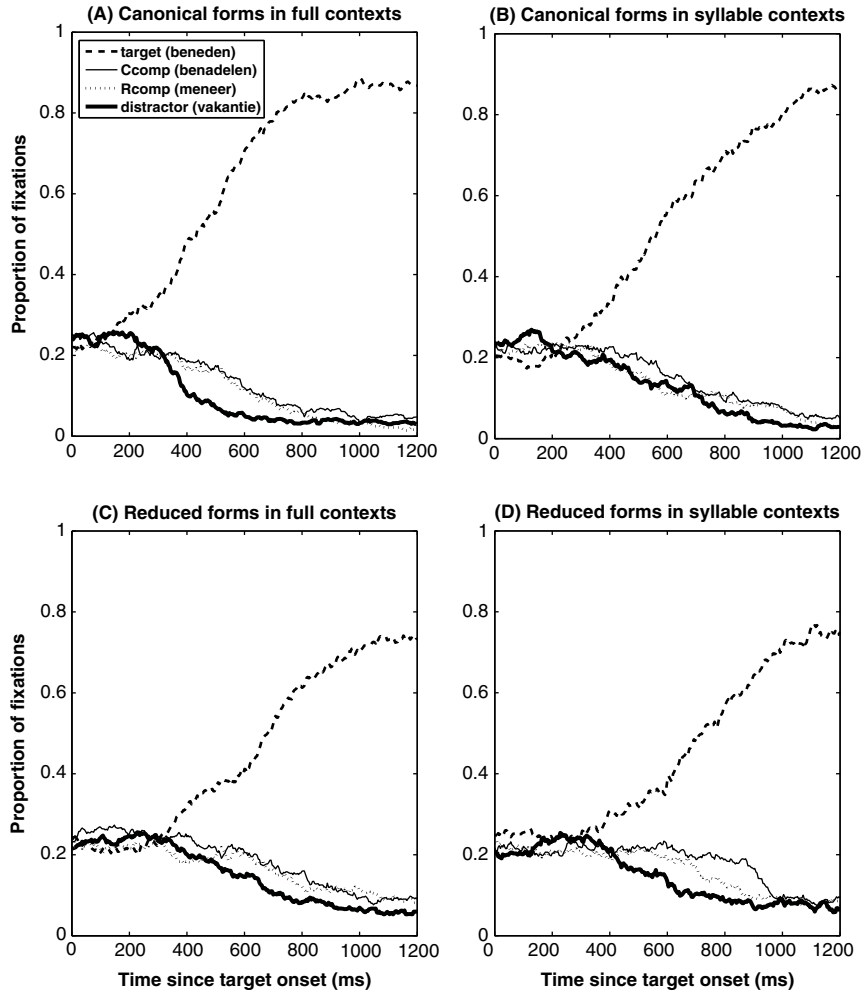 (A) Canonical forms in full contexts
1
0.8
0.6
0.4
0.2
0
Proportion of fixations
target (beneden)
Ccomp (benadelen)
Rcomp (meneer)
distractor (vakantie)
0 200 400 600 800 1000 1200
(B) Canonical forms in syllable contexts
1
0.8
0.6
0.4
0.2
0
0 200 400 600 800 1000 1200
(C) Reduced forms in full contexts
1
0.8
0.6
0.4
0.2
0
Proportion of fixations
0 200 400 600 800 1000 1200
Time since target onset (ms)
(D) Reduced forms in syllable contexts
1
0.8
0.6
0.4
0.2
0
0 200 400 600 800 1000 1200
Time since target onset (ms)